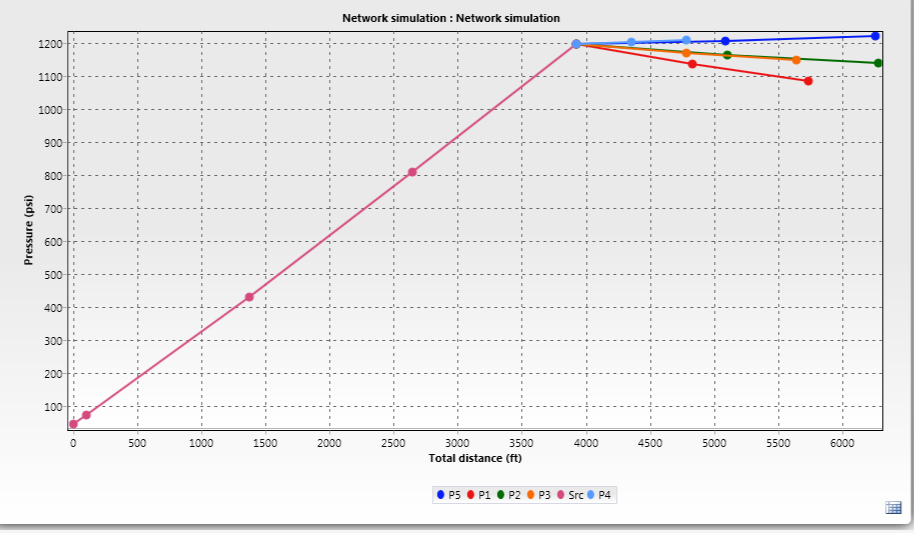 Network simulation : Network simulation
1200
1100
1000
900
800
700
600
500
400
300
200
100
Pressure (psi)
0 500 1000 1500 2000 2500 3000 3500 4000 4500 5000 5500 6000
Total distance (ft)
P5 P1 P2 P3 Src P4